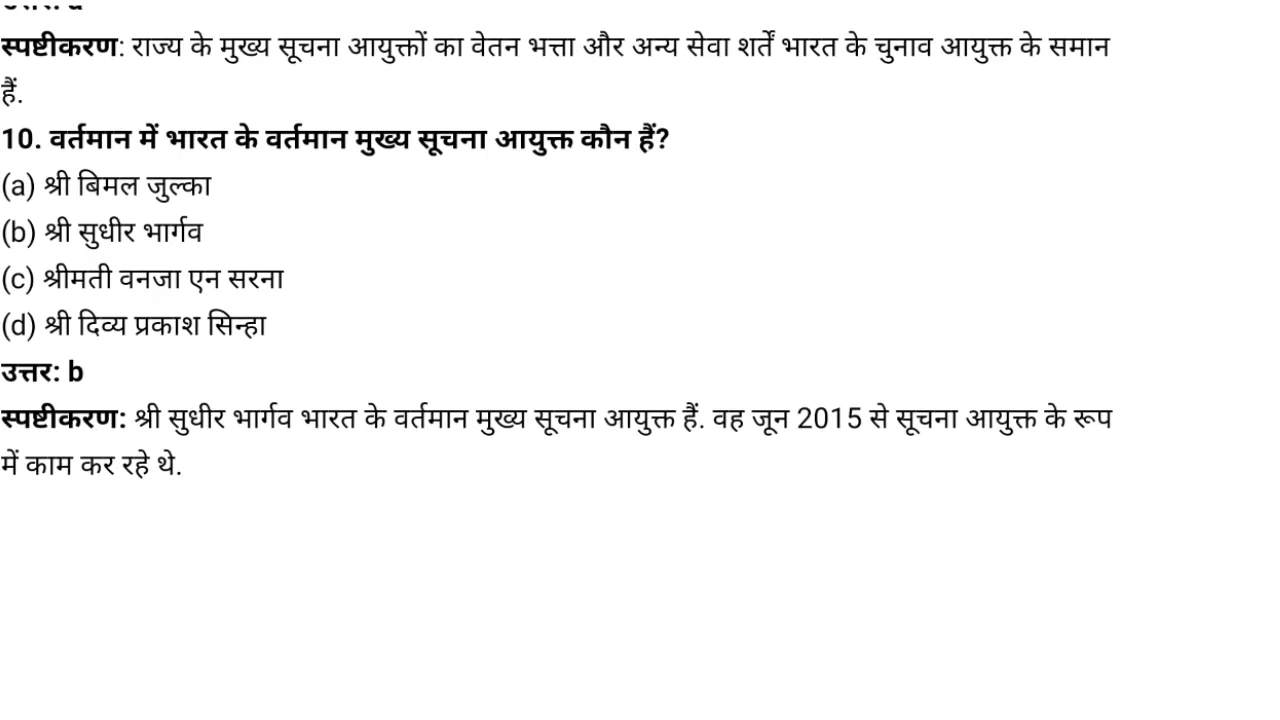 स्पष्टीकरण: राज्य के मुख्य सूचना आयुक्तों का वेतन भत्ता और अन्य सेवा शर्तें भारत के चुनाव आयुक्त के समान
हैं.
10. वर्तमान में भारत के वर्तमान मुख्य सूचना आयुक्त कौन हैं?
(a) श्री बिमल जुल्का
(b) श्री सुधीर भार्गव
(c) श्रीमती वनजा एन सरना
(d) श्री दिव्य प्रकाश सिन्हा
उत्तर: b
स्पष्टीकरण: श्री सुधीर भार्गव भारत के वर्तमान मुख्य सूचना आयुक्त हैं. वह जून 2015 से सूचना आयुक्त के रूप
में काम कर रहे थे.